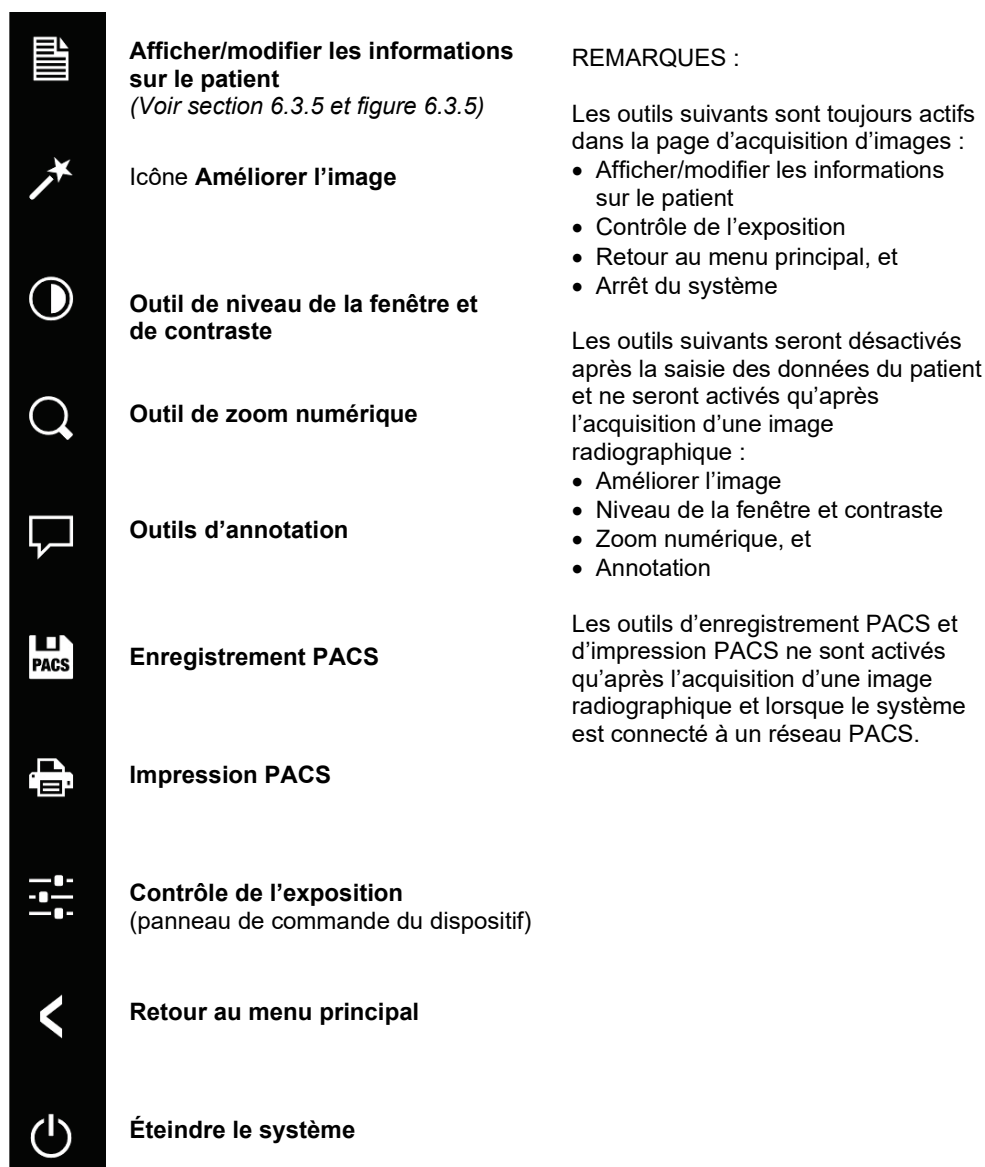 Afficher/modifier les informations
sur le patient
(Voir section 6.3.5 et figure 6.3.5)
Icône Améliorer l'image
Outil de niveau de la fenêtre et
de contraste
Outil de zoom numérique
Outils d'annotation
PACS
Enregistrement PACS
Impression PACS
Contrôle de l'exposition
(panneau de commande du dispositif)
Retour au menu principal
Éteindre le système
REMARQUES :
Les outils suivants sont toujours actifs
dans la page d'acquisition d'images :
• Afficher/modifier les informations
sur le patient
• Contrôle de l'exposition
• Retour au menu principal, et
• Arrêt du système
Les outils suivants seront désactivés
après la saisie des données du patient
et ne seront activés qu'après
l'acquisition d'une image
radiographique :
• Améliorer l'image
• Niveau de la fenêtre et contraste
• Zoom numérique, et
• Annotation
Les outils d'enregistrement PACS et
d'impression PACS ne sont activés
qu'après l'acquisition d'une image
radiographique et lorsque le système
est connecté à un réseau PACS.